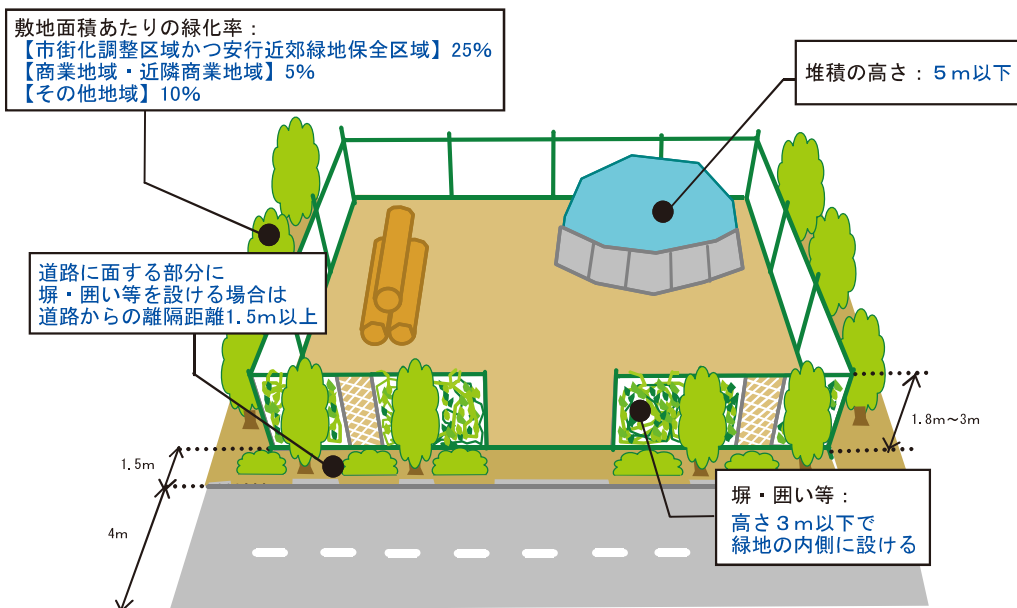 敷地面積あたりの緑化率：
【市街化調整区域かつ安行近郊緑地保全区域】25%
【商業地域・近隣商業地域】5%
【その他地域】10%
堆積の高さ：５ｍ以下
道路に面する部分に
塀・囲い等を設ける場合は
道路からの離隔距離1.5m以上
1.8m~3m
1.5m
4m
塀・囲い等：
高さ３ｍ以下で
緑地の内側に設ける